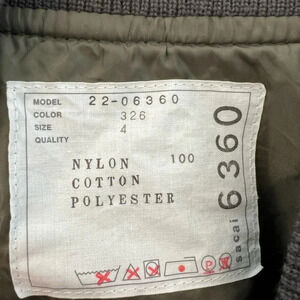 MODEL 22-06360
COLOR 326
SIZE 4
QUALITY
NYLON 100
COTTON
POLYESTER
sacai 6360